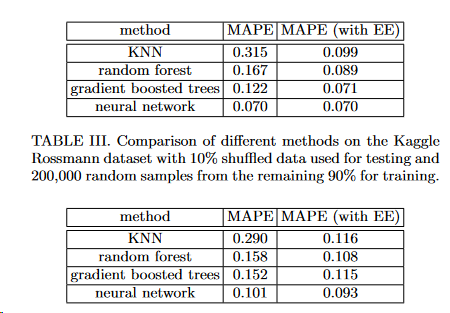 method MAPE MAPE (with EE)
KNN 0.315 0.099
random forest 0.167 0.089
gradient boosted trees 0.122 0.071
neural network 0.070 0.070
TABLE III. Comparison of different methods on the Kaggle
Rossmann dataset with 10% shuffled data used for testing and
200,000 random samples from the remaining 90% for training.
method MAPE MAPE (with EE)
KNN 0.290 0.116
random forest 0.158 0.108
gradient boosted trees 0.152 0.115
neural network 0.101 0.093